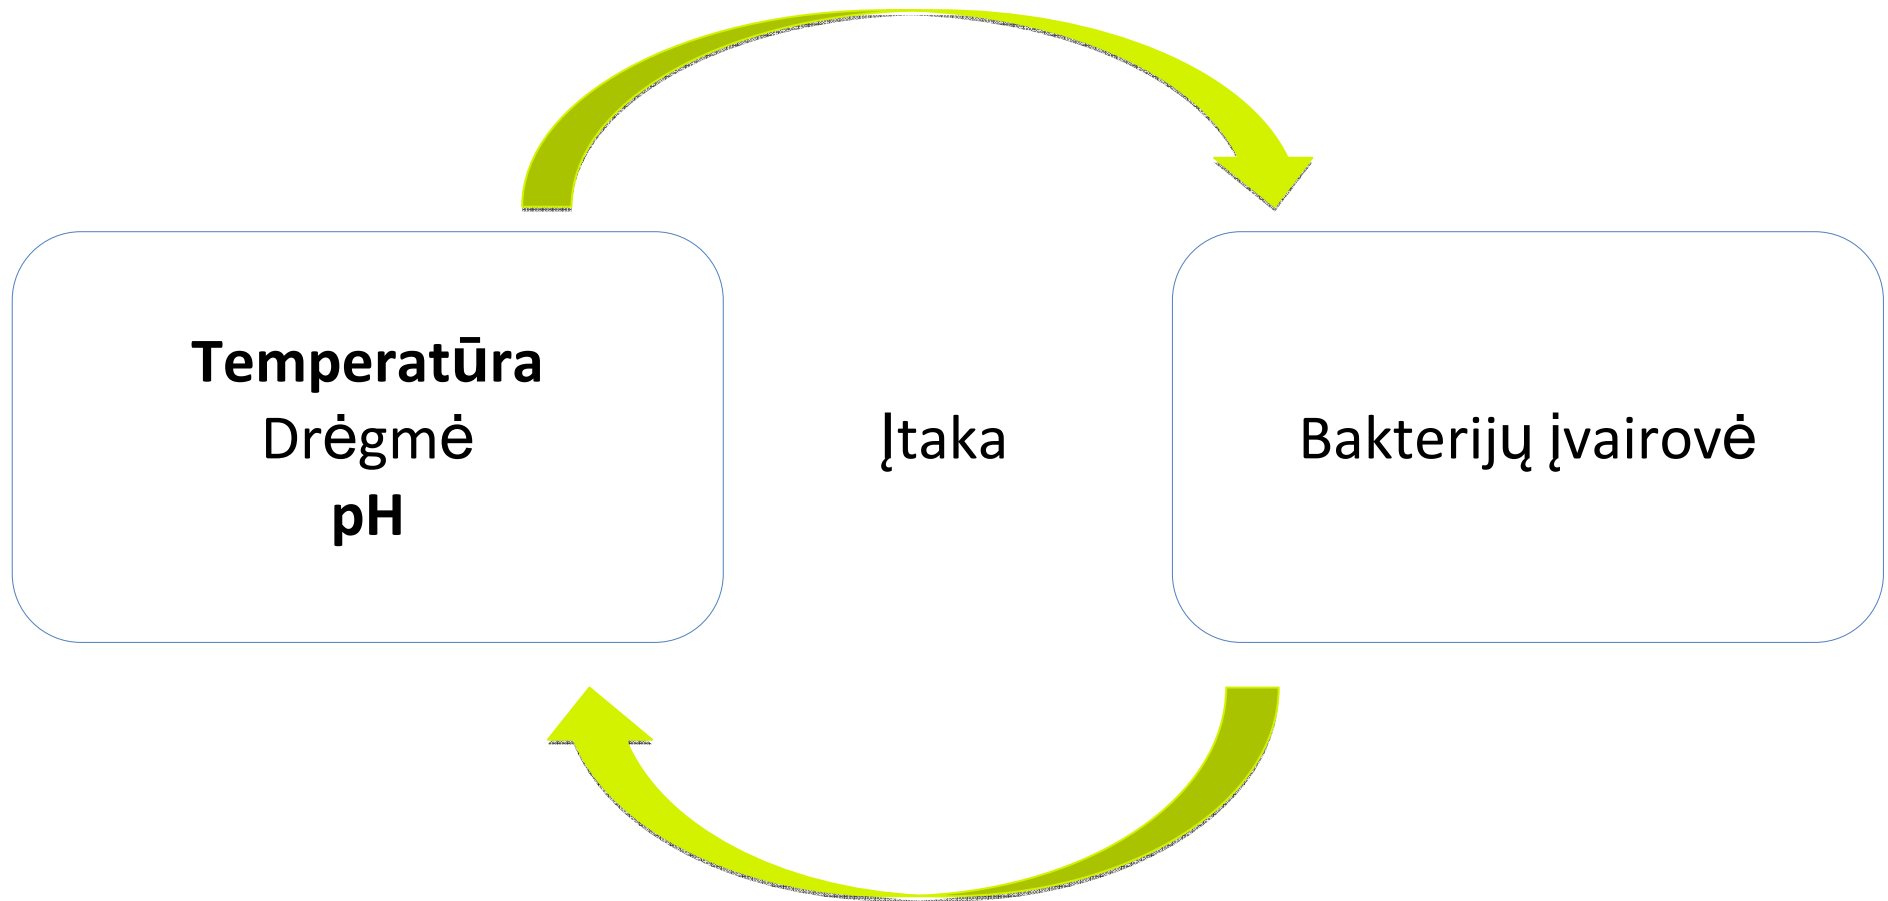 Temperatūra
Drėgmė
pH
Įtaka
Bakterijų įvairovė